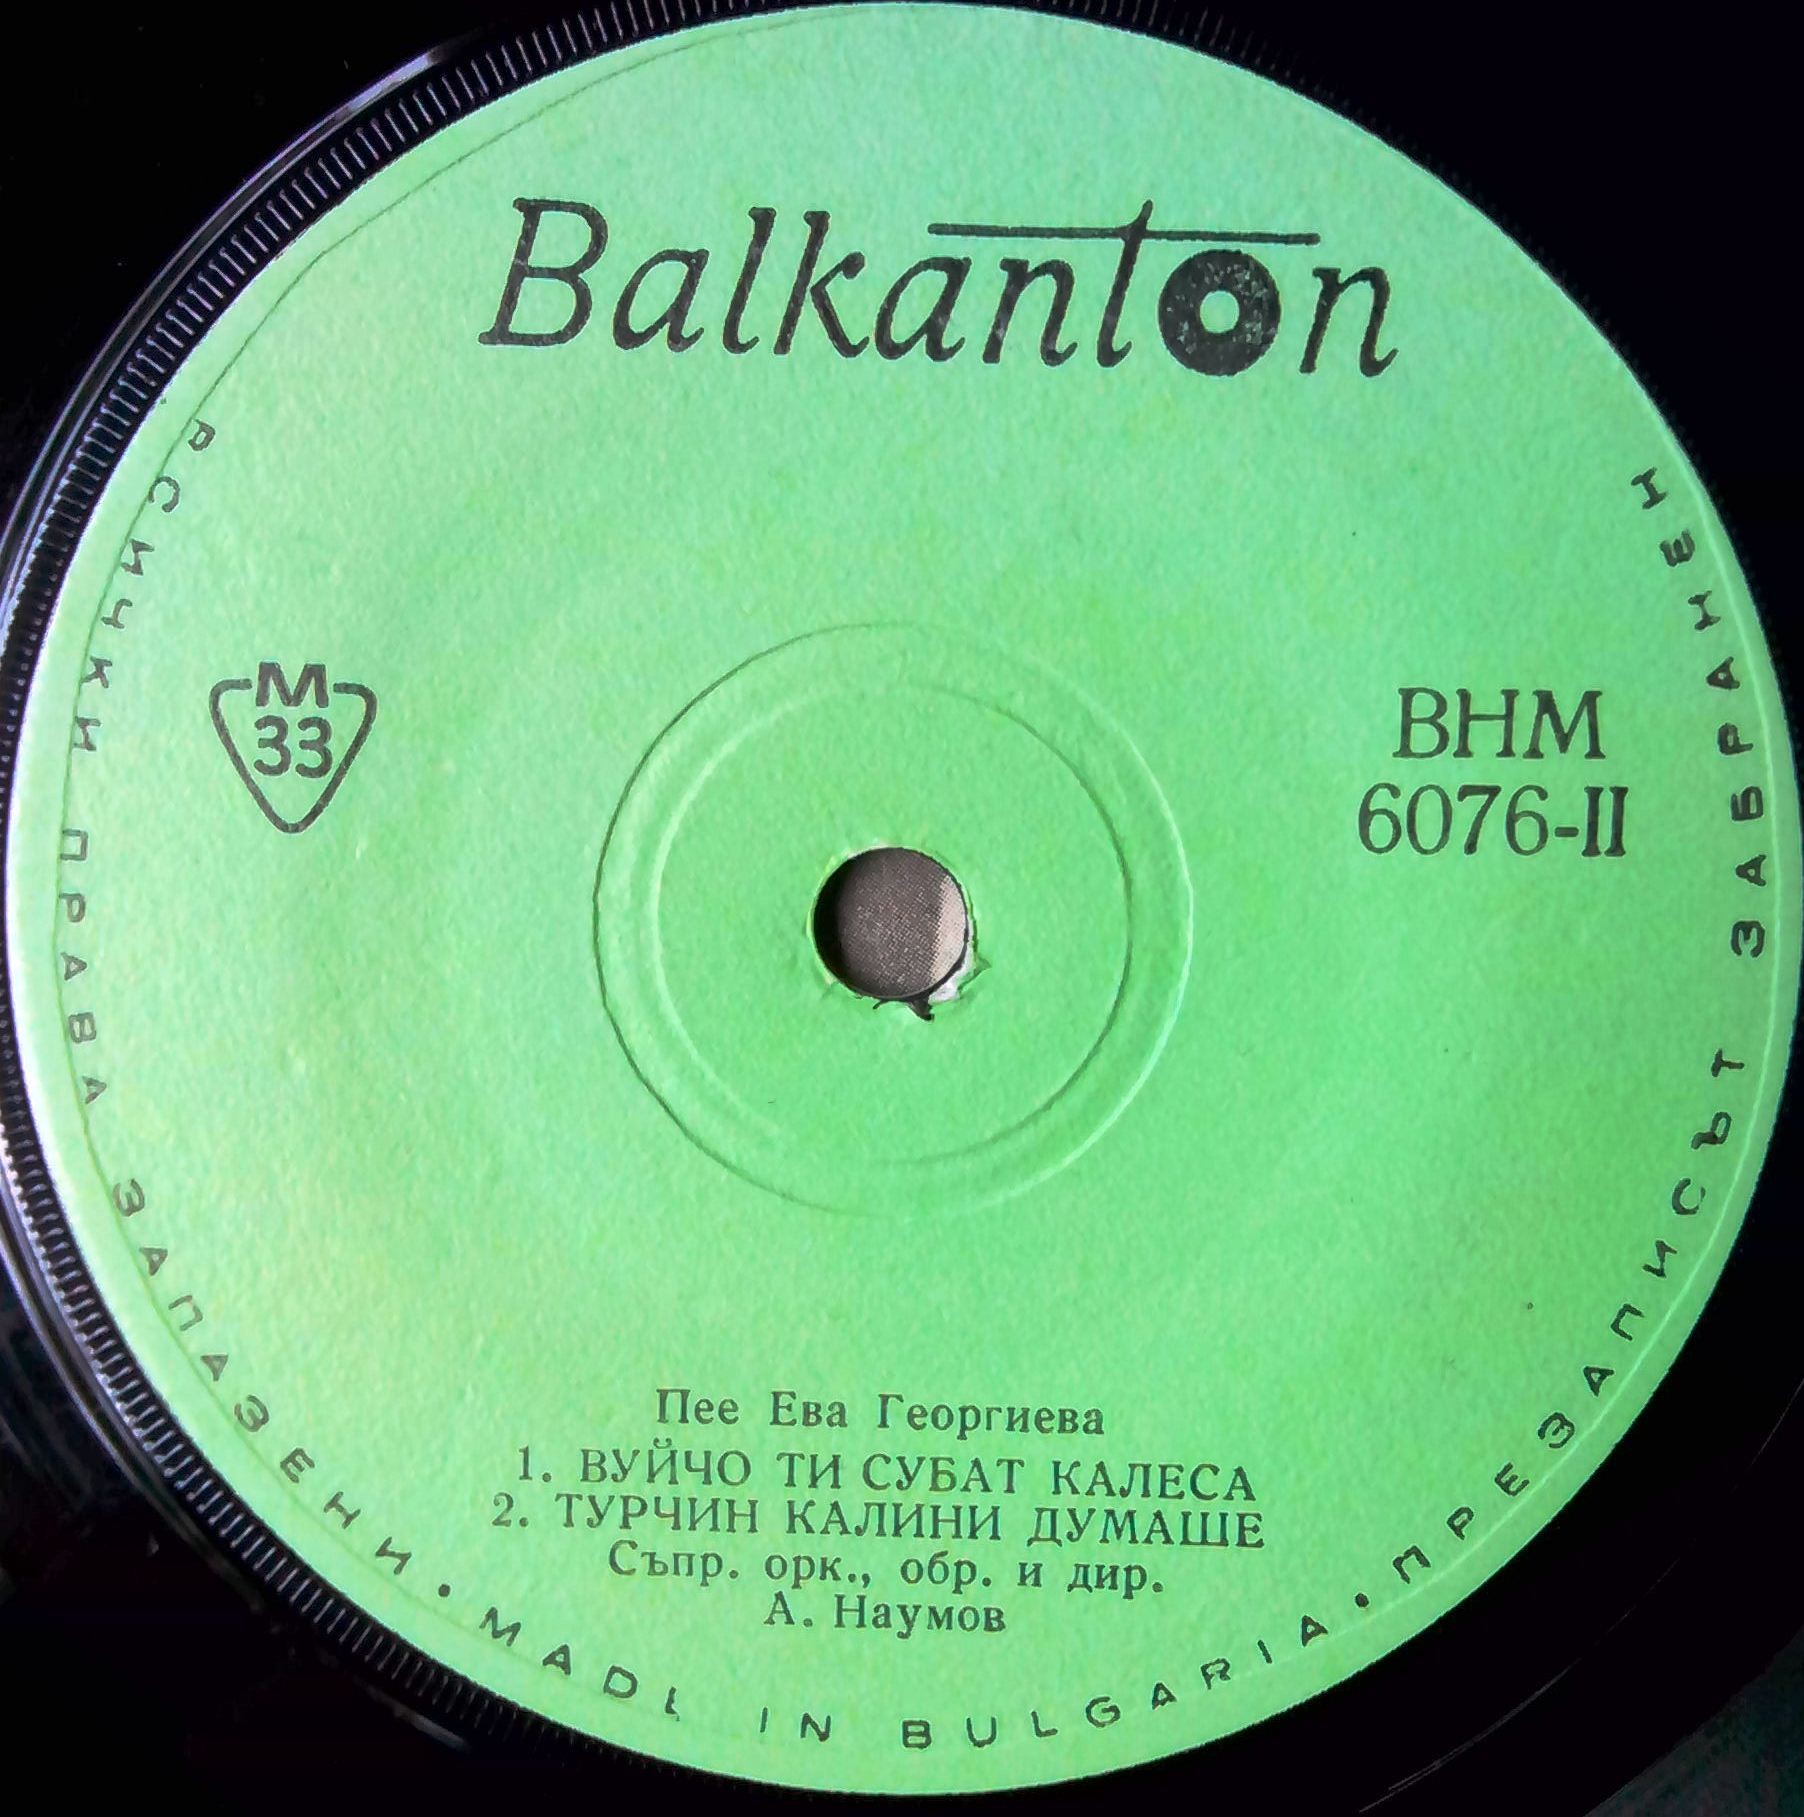 Balkanton
М
33
ВНМ
6076-II
Пее Ева Георгиева
1. ВУЙЧО ТИ СУБАТ КАЛЕСА
2. ТУРЧИН КАЛИНИ ДУМАШЕ
Съпр. орк., обр. и дир.
А. Наумов
ВСИЧКИ ПРАВА ЗАПАЗЕНИ • MADE IN BULGARIA • ПРЕЗАПИСЪТ ЗАБРАНЕН